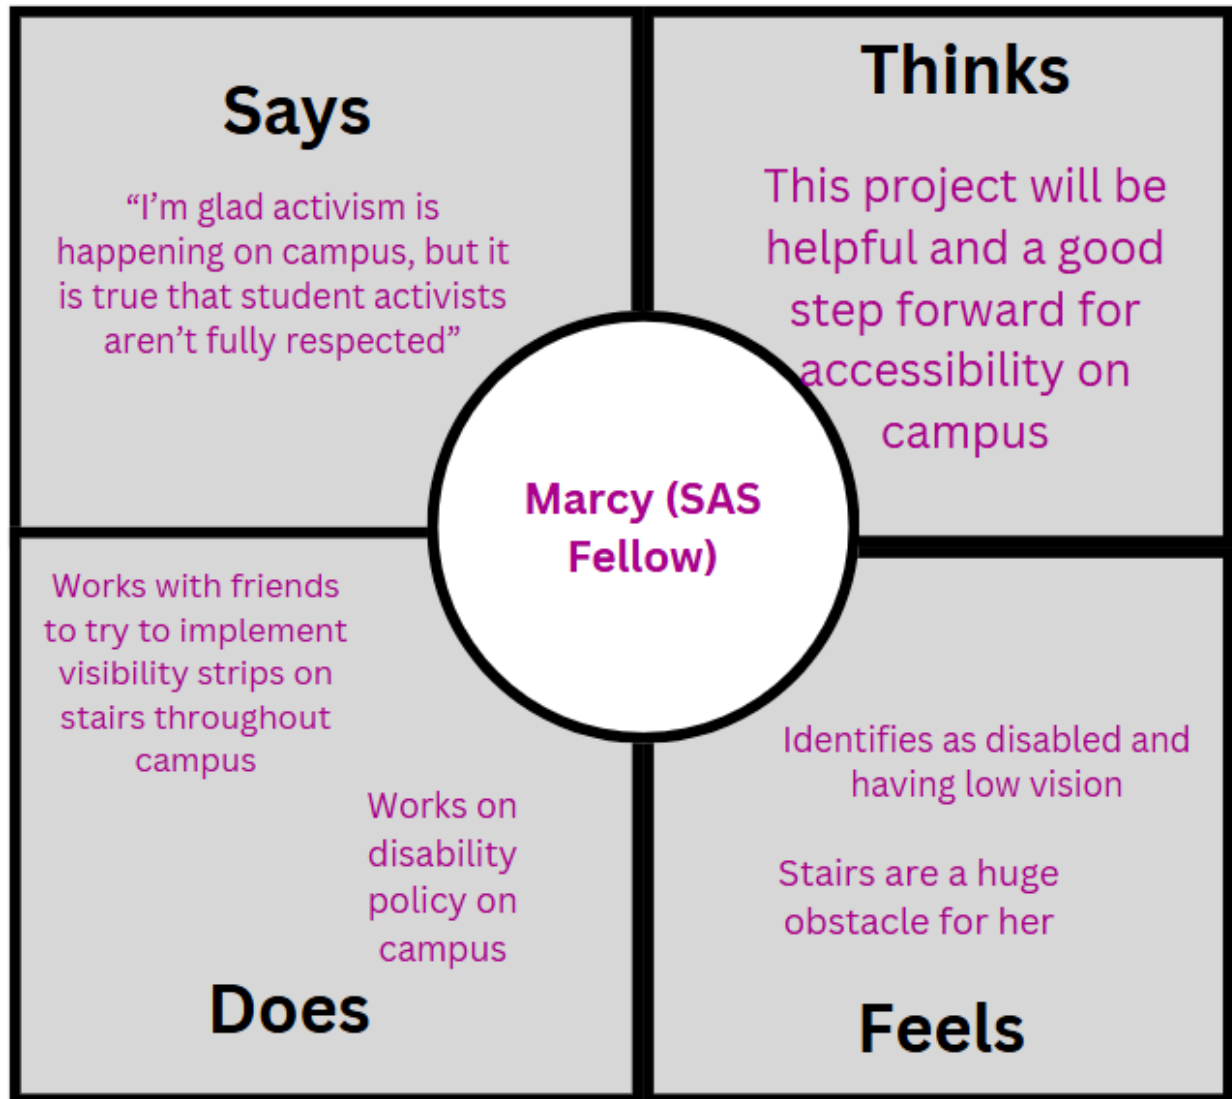 Says
“I’m glad activism is
happening on campus, but it
is true that student activists
aren’t fully respected”
Thinks
This project will be
helpful and a good
step forward for
accessibility on
campus
Marcy (SAS
Fellow)
Works with friends
to try to implement
visibility strips on
stairs throughout
campus
Works on
disability
policy on
campus
Does
Identifies as disabled and
having low vision
Stairs are a huge
obstacle for her
Feels